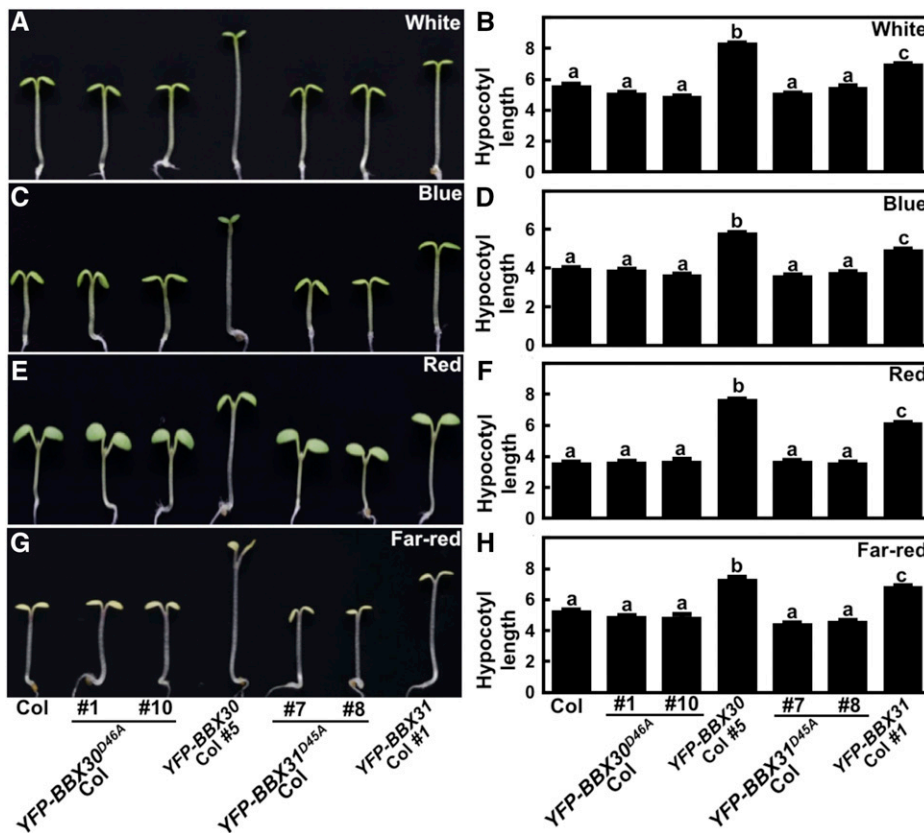 A
White
B
White
Hypocotyl
length
8
6
4
2
0
a
a
a
b
a
a
c
C
Blue
D
Blue
Hypocotyl
length
6
4
2
0
a
a
a
b
a
a
c
E
Red
F
Red
Hypocotyl
length
8
6
4
2
0
a
a
a
b
a
a
c
G
Far-red
H
Far-red
Hypocotyl
length
8
6
4
2
0
a
a
a
b
a
a
c
Col
#1
#10
YFP-BBX30D46A
Col
YFP-BBX30
Col #5
#7
#8
YFP-BBX31D45A
Col
YFP-BBX31
Col #1
Col
#1
#10
YFP-BBX30D46A
Col
YFP-BBX30
Col #5
#7
#8
YFP-BBX31D45A
Col
YFP-BBX31
Col #1